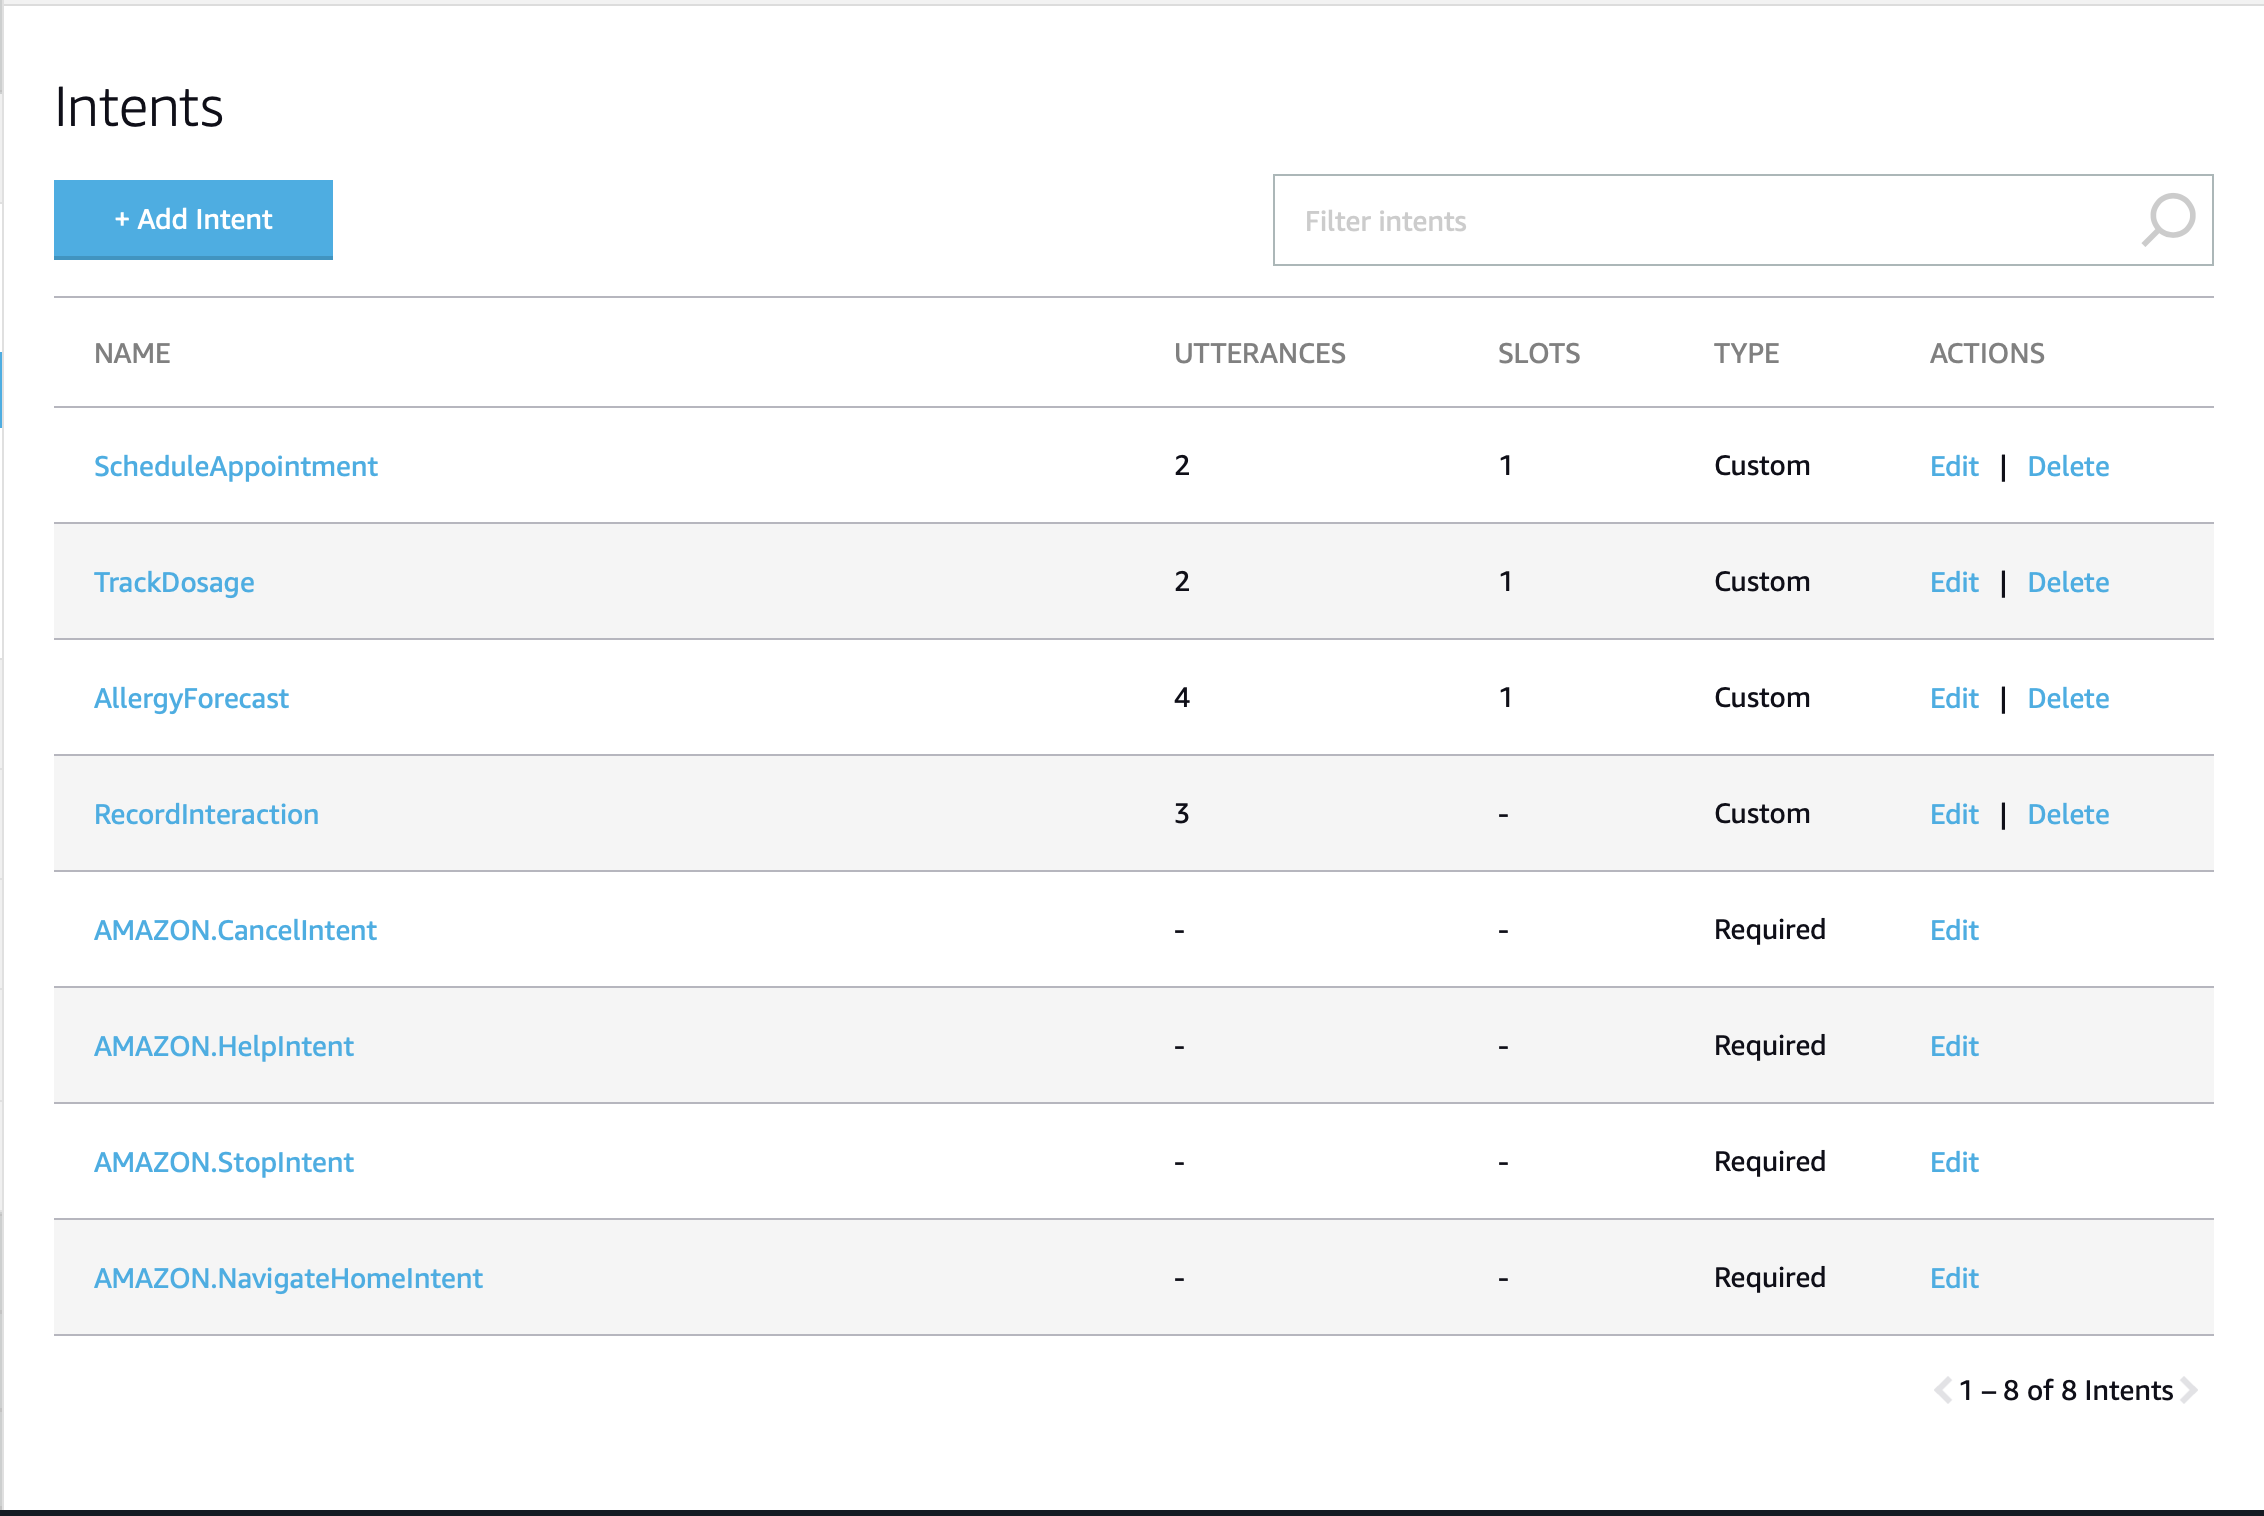 Intents
+ Add Intent
Filter intents
NAME UTTERANCES SLOTS TYPE ACTIONS
ScheduleAppointment 2 1 Custom Edit | Delete
TrackDosage 2 1 Custom Edit | Delete
AllergyForecast 4 1 Custom Edit | Delete
RecordInteraction 3 - Custom Edit | Delete
AMAZON.CancelIntent - - Required Edit
AMAZON.HelpIntent - - Required Edit
AMAZON.StopIntent - - Required Edit
AMAZON.NavigateHomeIntent - - Required Edit
1 – 8 of 8 Intents